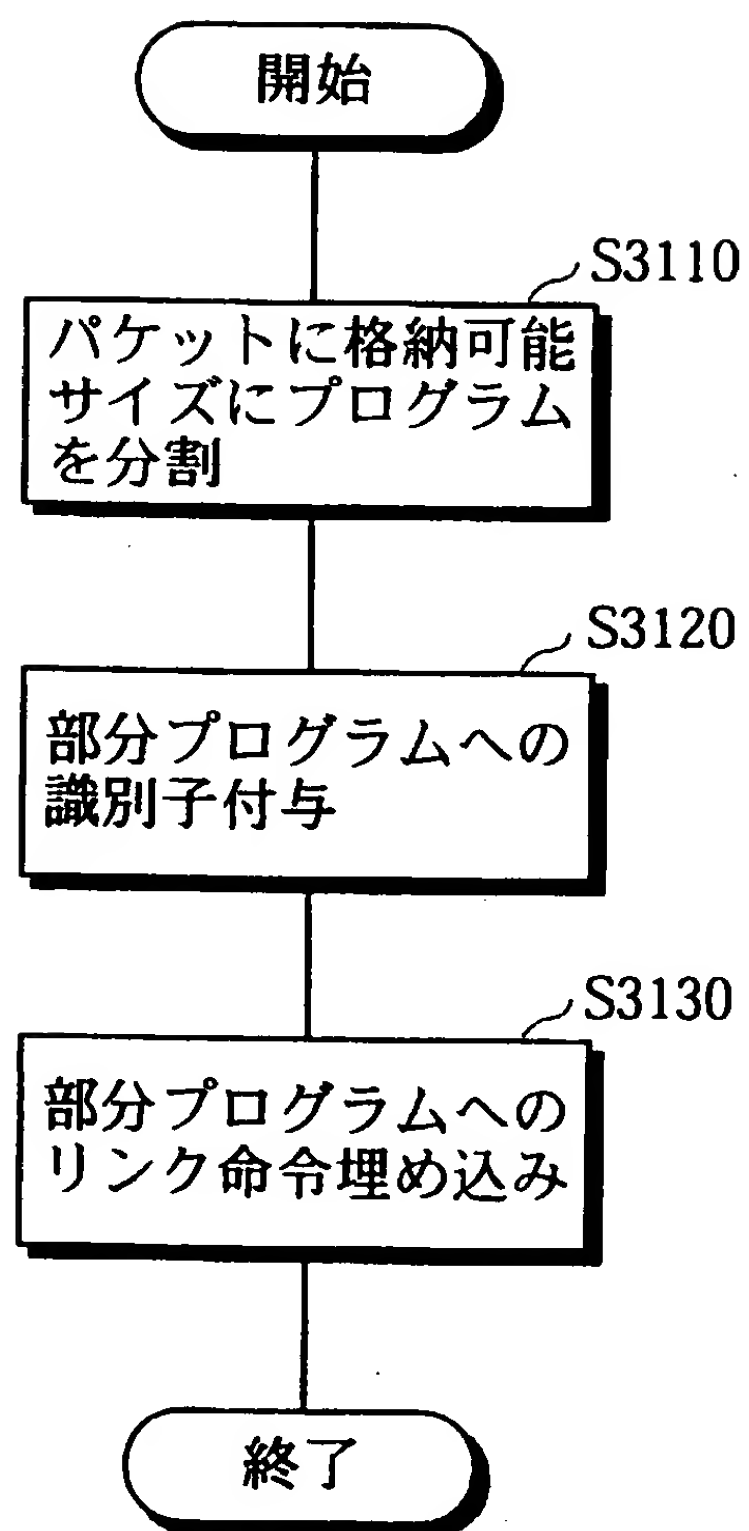 開始
S3110
パケットに格納可能
サイズにプログラム
を分割
S3120
部分プログラムへの
識別子付与
S3130
部分プログラムへの
リンク命令埋め込み
終了